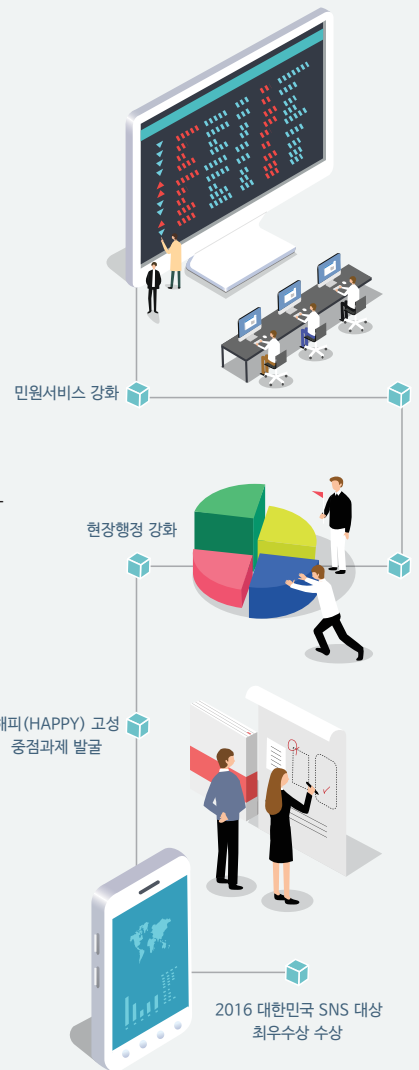 민원서비스 강화
현장행정 강화
해피(HAPPY) 고성
중점과제 발굴
2016 대한민국 SNS 대상
최우수상 수상